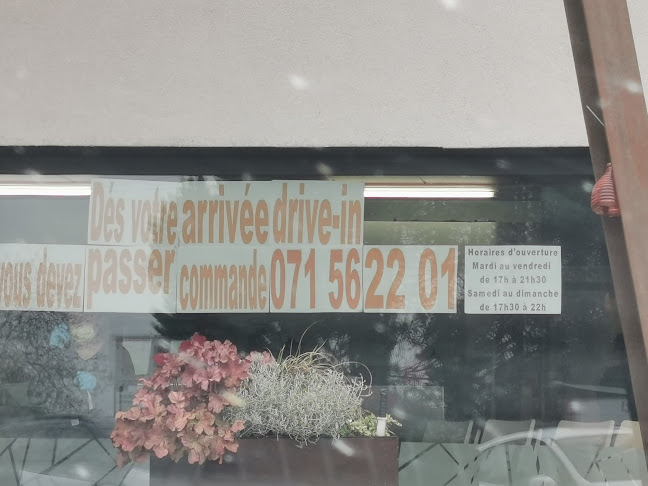 Dés votre arrivée drive-in
vous devez passer commande 071 56 22 01
Horaires d'ouverture
Mardi au vendredi
de 17h à 21h30
Samedi au dimanche
de 17h30 à 22h